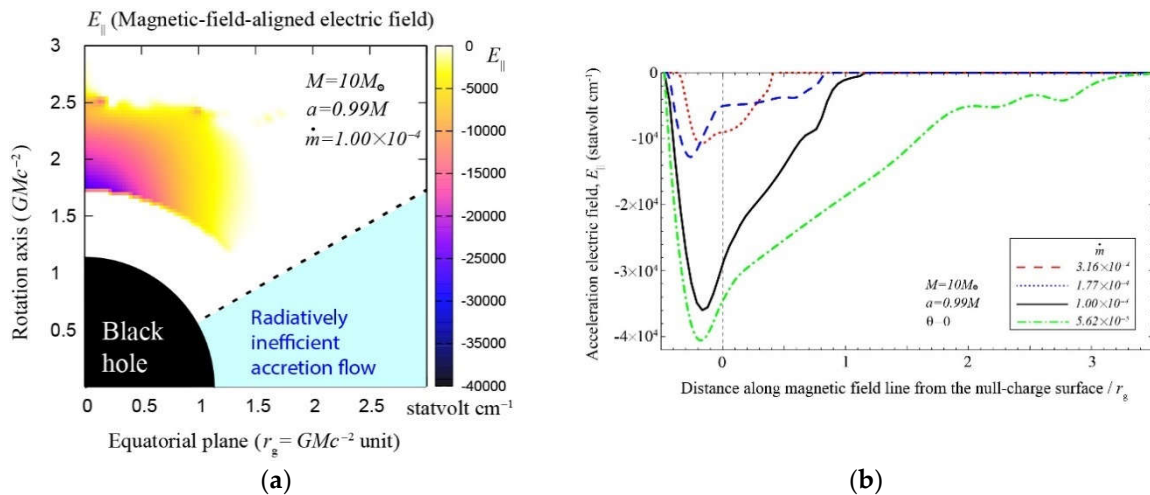 E∥ (Magnetic-field-aligned electric field)
3
2.5
2
1.5
1
0.5
Rotation axis (GMc⁻²)
M=10M☉
a=0.99M
ṁ=1.00×10⁻⁴
Black
hole
Radiatively
inefficient
accretion flow
0
0.5
1
1.5
2
2.5
Equatorial plane (r_g = GMc⁻² unit)
E∥
0
-5000
-10000
-15000
-20000
-25000
-30000
-35000
-40000
statvolt cm⁻¹
(a)
Acceleration electric field, E∥ (statvolt cm⁻¹)
0
-10⁴
-2×10⁴
-3×10⁴
-4×10⁴
M=10M☉
a=0.99M
θ=0
ṁ
3.16×10⁻⁴
1.77×10⁻⁴
1.00×10⁻⁴
5.62×10⁻⁵
0
1
2
3
Distance along magnetic field line from the null-charge surface / r_g
(b)